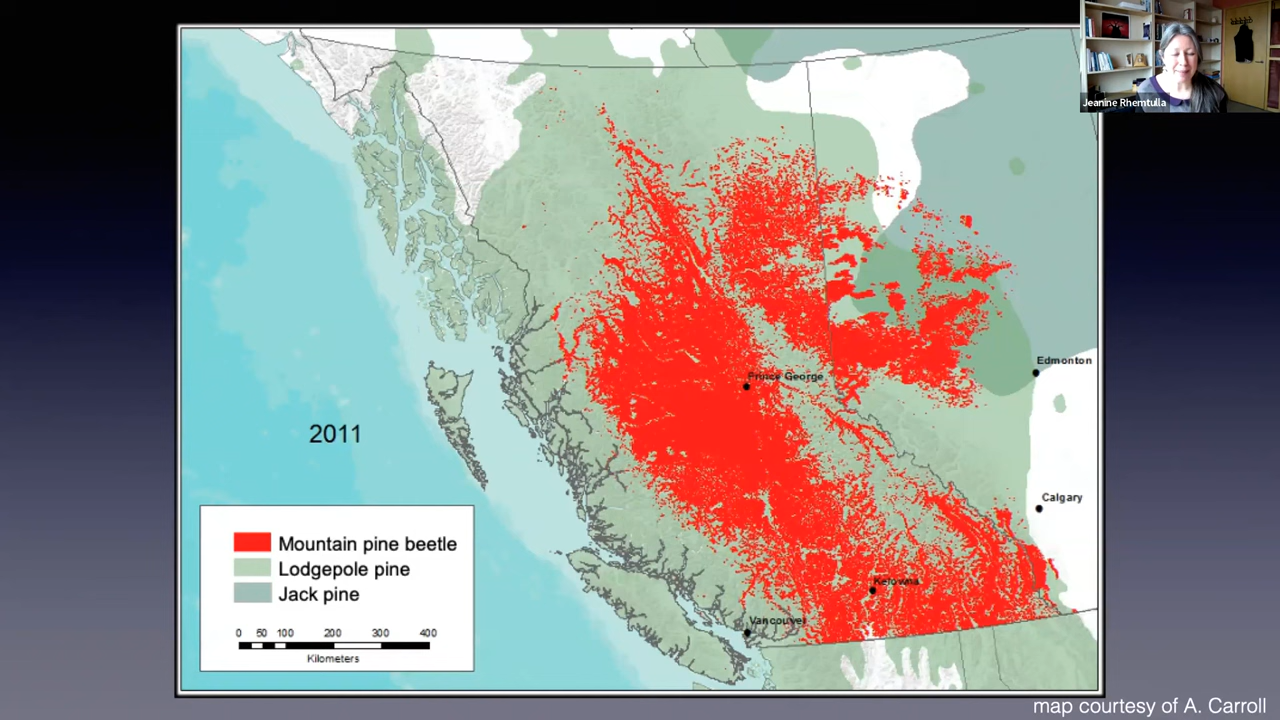 Jeanine Rhemtulla
Edmonton
Prince George
2011
Calgary
Mountain pine beetle
Lodgepole pine
Jack pine
Kelowna
Vancouver
0 50 100 200 300 400
Kilometers
map courtesy of A. Carroll